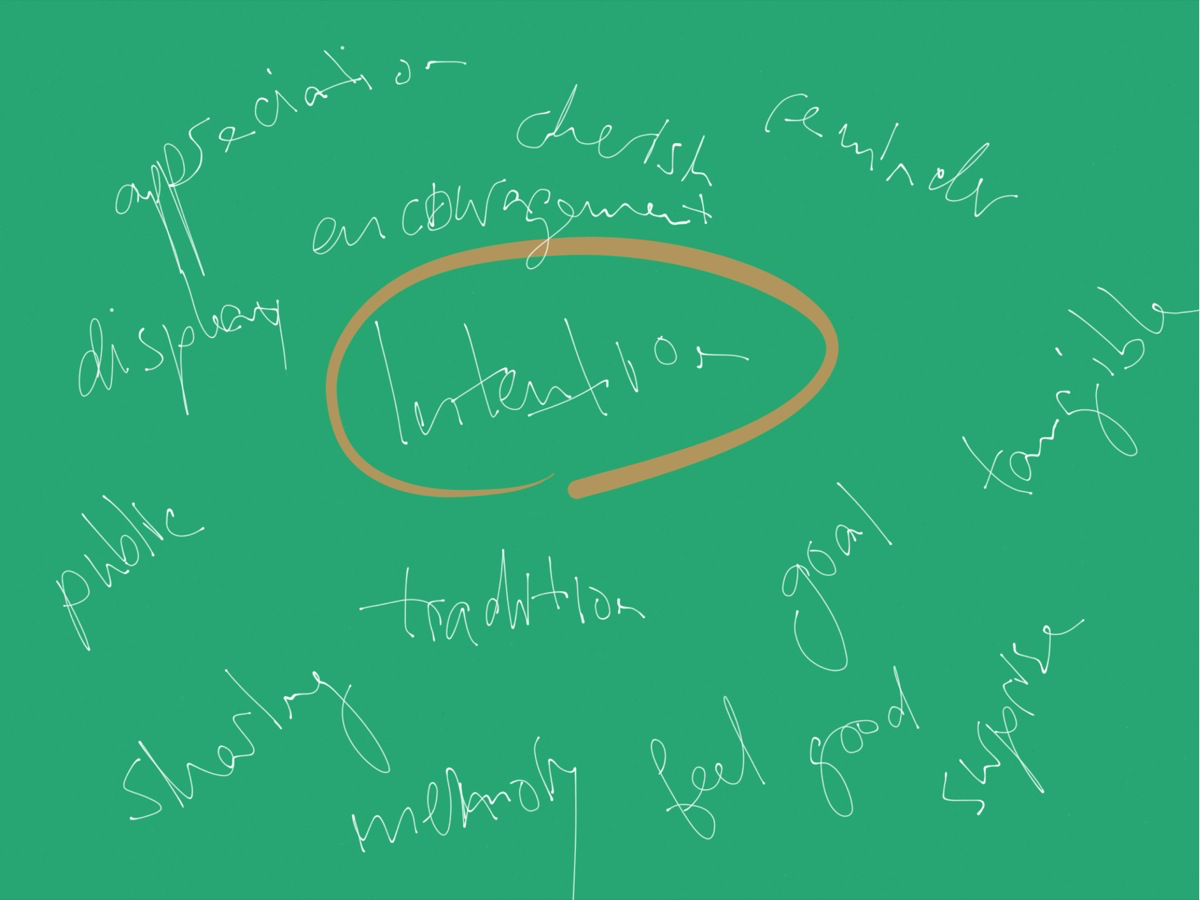 appreciation
cherish
reminder
encouragement
display
Intention
tangible
public
goal
tradition
surprise
sharing
feel good
memory